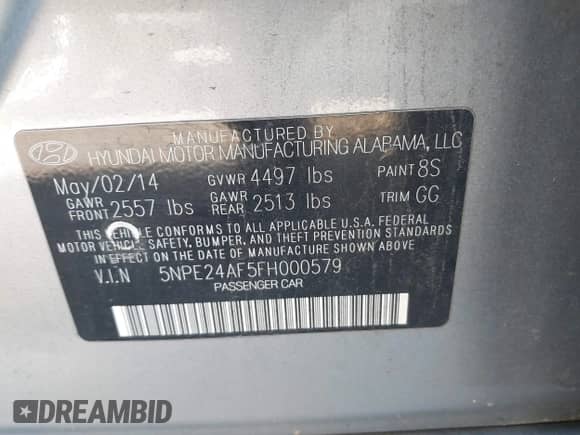 MANUFACTURED BY
HYUNDAI MOTOR MANUFACTURING ALABAMA, LLC
May/02/14 GVWR 4497 lbs PAINT 8S
GAWR FRONT 2557 lbs GAWR REAR 2513 lbs TRIM GG
THIS VEHICLE CONFORMS TO ALL APPLICABLE U.S.A. FEDERAL
MOTOR VEHICLE SAFETY, BUMPER, AND THEFT PREVENTION STANDARDS
IN EFFECT ON THE DATE OF MANUFACTURE SHOWN ABOVE.
V.I.N 5NPE24AF5FH000579
PASSENGER CAR
DREAMBID